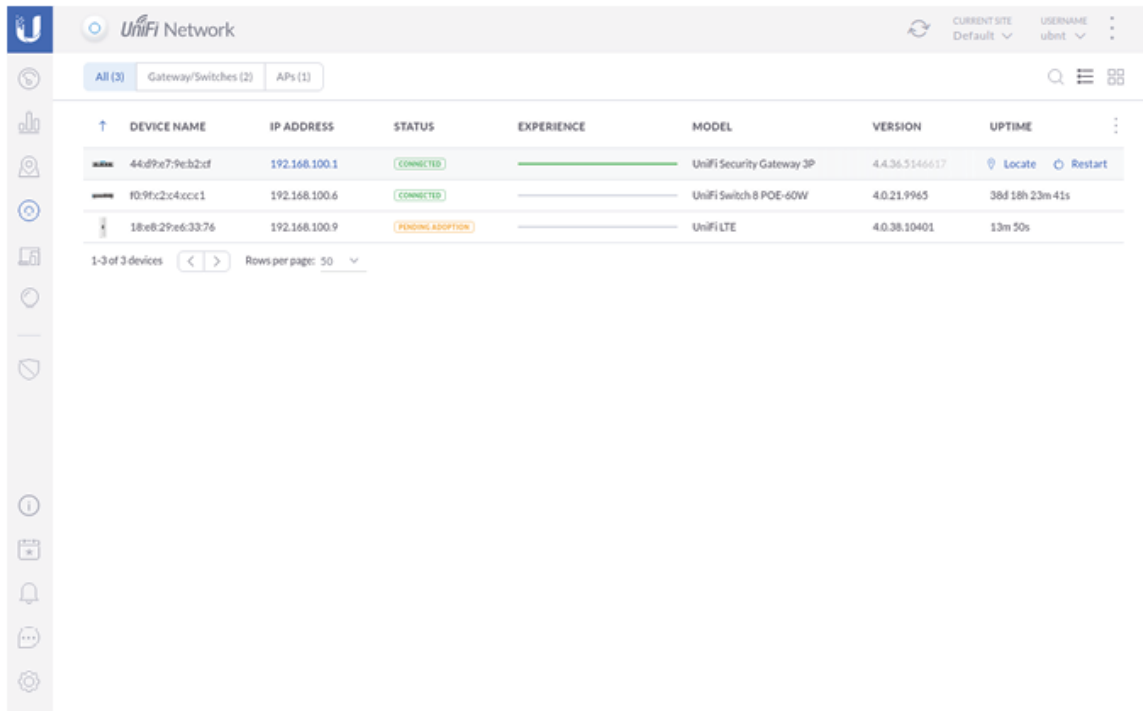 UniFi Network
CURRENT SITE
Default
USERNAME
ubnt
All (3) Gateway/Switches (2) APs (1)
DEVICE NAME IP ADDRESS STATUS EXPERIENCE MODEL VERSION UPTIME
44:d9:e7:9e:b2:cf 192.168.100.1 CONNECTED UniFi Security Gateway 3P 4.4.36.5146617 Locate Restart
f0:9f:c2:c4:cc:c1 192.168.100.6 CONNECTED UniFi Switch 8 POE-60W 4.0.21.9965 38d 18h 23m 41s
18:e8:29:e6:33:76 192.168.100.9 PENDING ADOPTION UniFi LTE 4.0.38.10401 13m 50s
1-3 of 3 devices Rows per page: 50